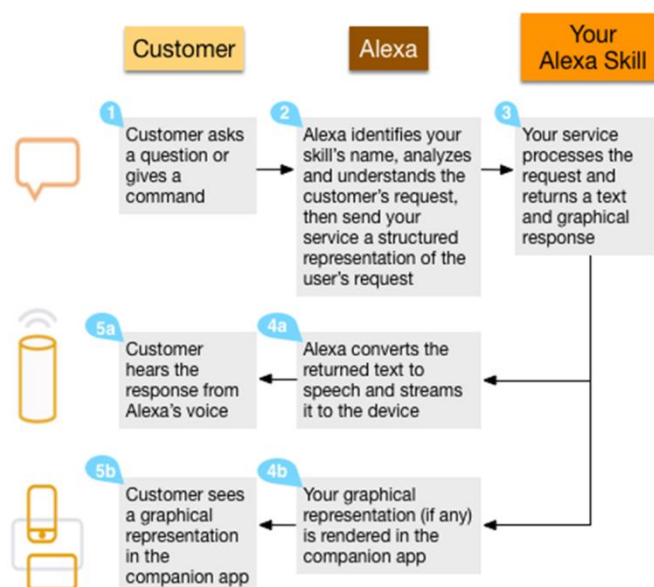 Customer
Alexa
Your
Alexa Skill
1
Customer asks
a question or
gives a
command
2
Alexa identifies your
skill's name, analyzes
and understands the
customer's request,
then send your
service a structured
representation of the
user's request
3
Your service
processes the
request and
returns a text
and graphical
response
5a
Customer
hears the
response from
Alexa's voice
4a
Alexa converts the
returned text to
speech and streams
it to the device
5b
Customer sees
a graphical
representation
in the
companion app
4b
Your graphical
representation (if any)
is rendered in the
companion app